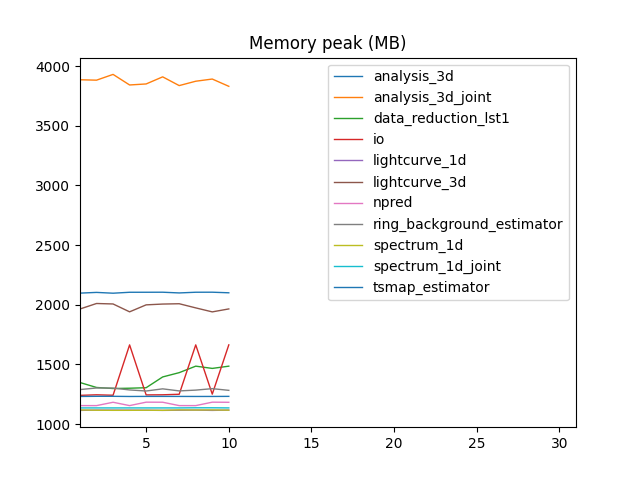 Memory peak (MB)
4000
3500
3000
2500
2000
1500
1000
5
10
15
20
25
30
analysis_3d
analysis_3d_joint
data_reduction_lst1
io
lightcurve_1d
lightcurve_3d
npred
ring_background_estimator
spectrum_1d
spectrum_1d_joint
tsmap_estimator